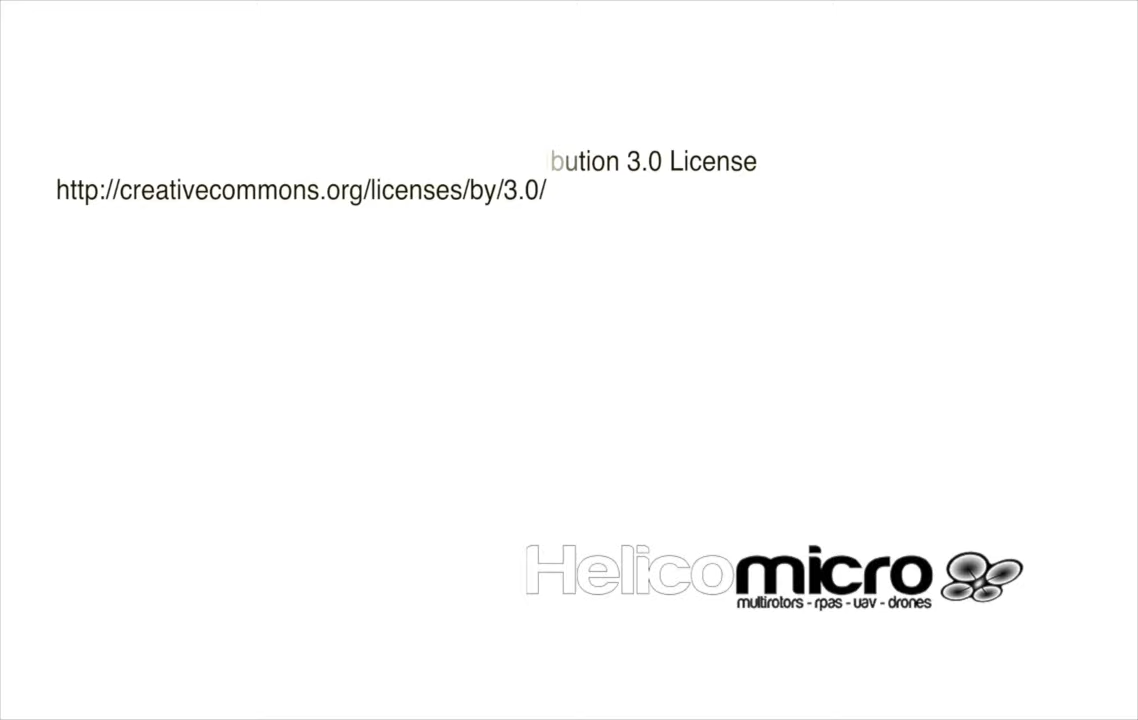 bution 3.0 License
http://creativecommons.org/licenses/by/3.0/
Helicomicro
multirotors - rpas - uav - drones